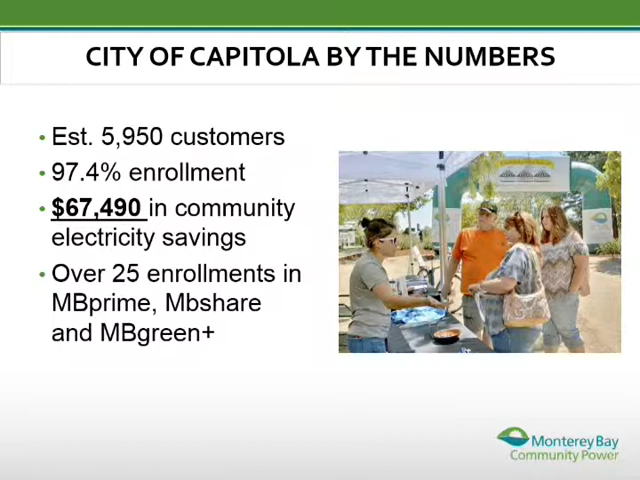 CITY OF CAPITOLA BY THE NUMBERS
• Est. 5,950 customers
• 97.4% enrollment
• $67,490 in community
electricity savings
• Over 25 enrollments in
MBprime, Mbshare
and MBgreen+
Monterey Bay
Community Power